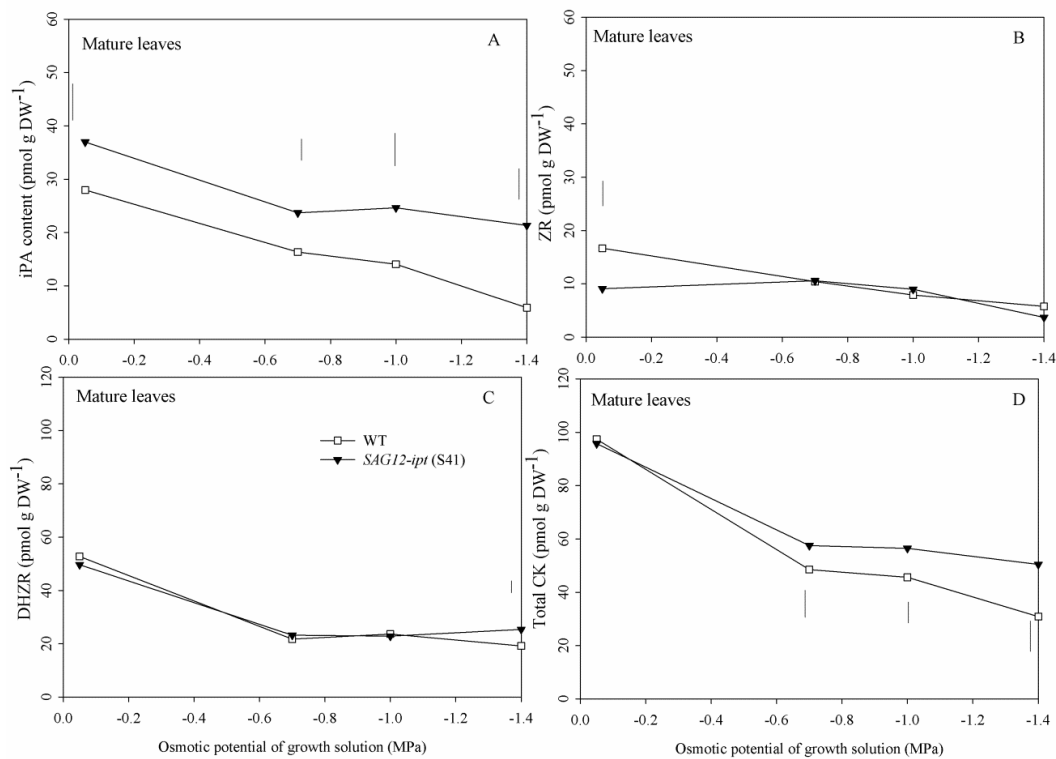 Mature leaves
A
iPA content (pmol g DW-1)
60
50
40
30
20
10
0
0.0 -0.2 -0.4 -0.6 -0.8 -1.0 -1.2 -1.4
Mature leaves
B
ZR (pmol g DW-1)
60
50
40
30
20
10
0
0.0 -0.2 -0.4 -0.6 -0.8 -1.0 -1.2 -1.4
Mature leaves
C
WT
SAG12-ipt (S41)
DHZR (pmol g DW-1)
120
100
80
60
40
20
0
0.0 -0.2 -0.4 -0.6 -0.8 -1.0 -1.2 -1.4
Osmotic potential of growth solution (MPa)
Mature leaves
D
Total CK (pmol g DW-1)
120
100
80
60
40
20
0
0.0 -0.2 -0.4 -0.6 -0.8 -1.0 -1.2 -1.4
Osmotic potential of growth solution (MPa)